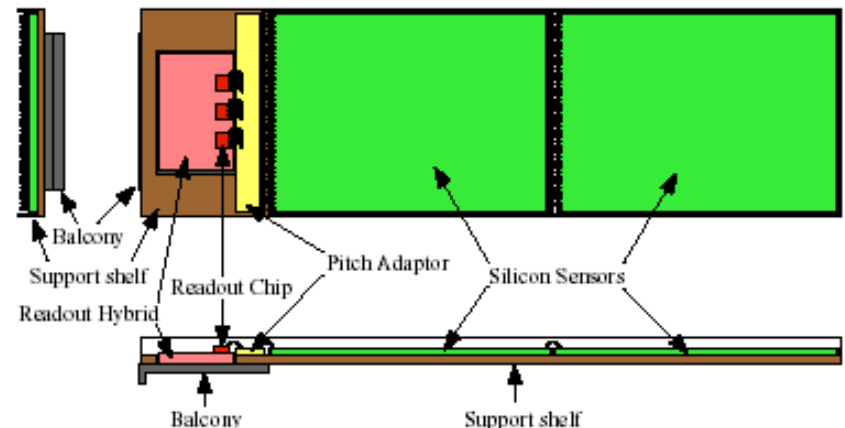 Balcony
Support shelf
Readout Hybrid
Readout Chip
Pitch Adaptor
Silicon Sensors
Balcony
Support shelf